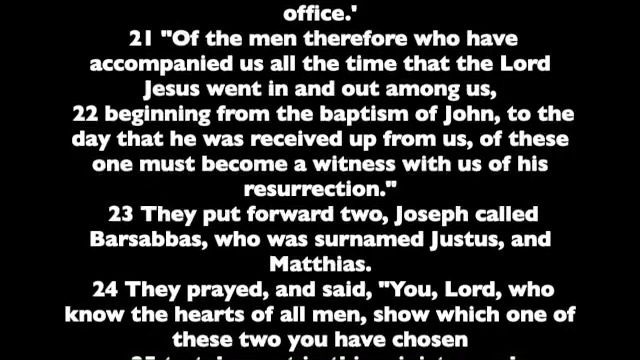 office.'
21 "Of the men therefore who have
accompanied us all the time that the Lord
Jesus went in and out among us,
22 beginning from the baptism of John, to the
day that he was received up from us, of these
one must become a witness with us of his
resurrection."
23 They put forward two, Joseph called
Barsabbas, who was surnamed Justus, and
Matthias.
24 They prayed, and said, "You, Lord, who
know the hearts of all men, show which one of
these two you have chosen